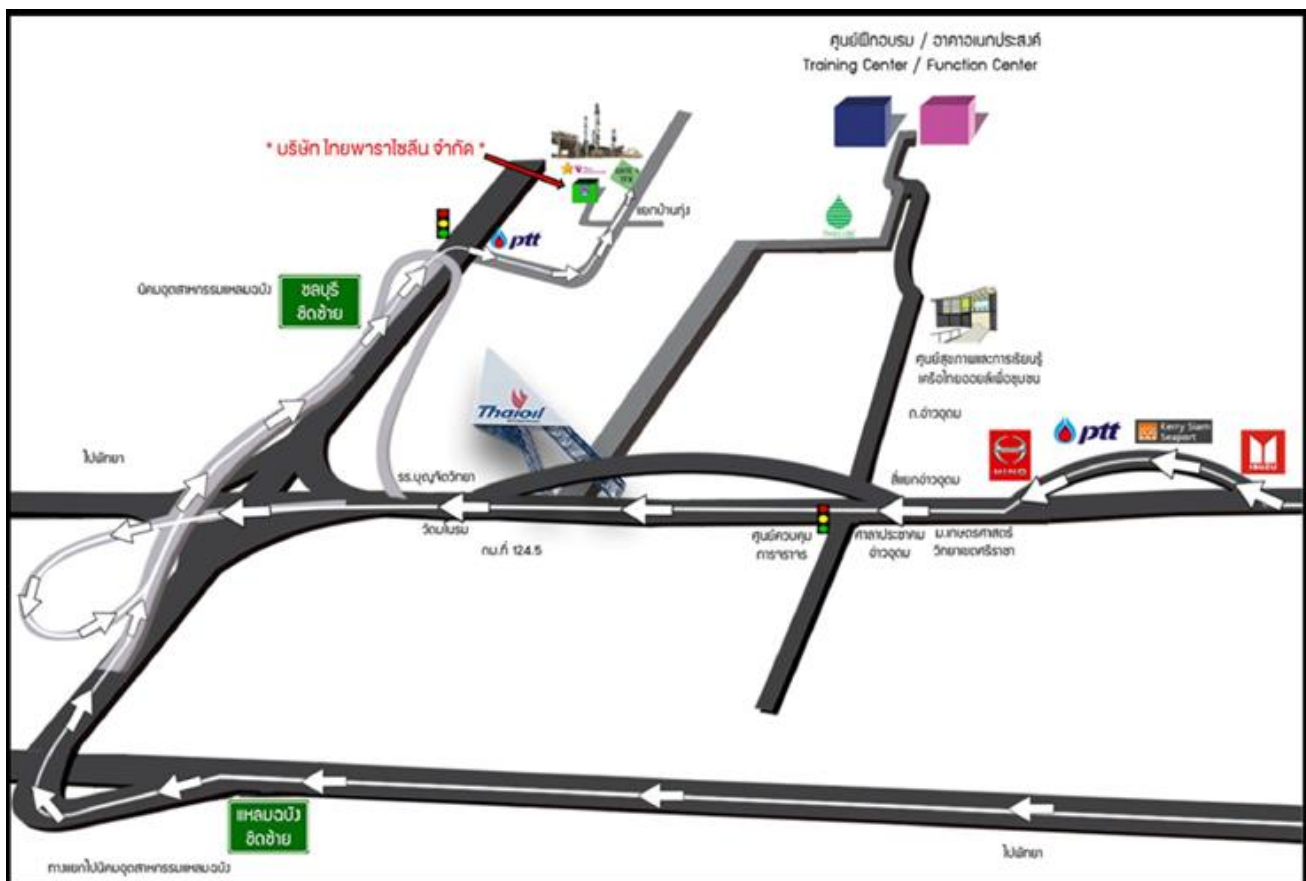 ศูนย์ฝึกอบรม / อาคาอเนกประสงค์
Training Center / Function Center
* บริษัท ไทยพาราไซลีน จำกัด *
แยกบ้านทุ่ง
ptt
THAILUBE
นิคมอุตสาหกรรมแหลมฉบัง
ชลบุรี
ชิดซ้าย
ศูนย์สุขภาพและการเรียนรู้
เครือไทยออยล์เพื่อชุมชน
ถ.อ่าวอุดม
Thaioil
ptt
Kerry Siam
Seaport
HINO
ISUZU
ไปพัทยา
รร.บุญจิตวิทยา
สี่แยกอ่าวอุดม
วัดมโนรม
กม.ที่ 124.5
ศูนย์ควบคุม
การจราจร
ศาลาประชาคม
อ่าวอุดม
ม.เกษตรศาสตร์
วิทยาเขตศรีราชา
แหลมฉบัง
ชิดซ้าย
ไปพัทยา
ทางแยกไปนิคมอุตสาหกรรมแหลมฉบัง